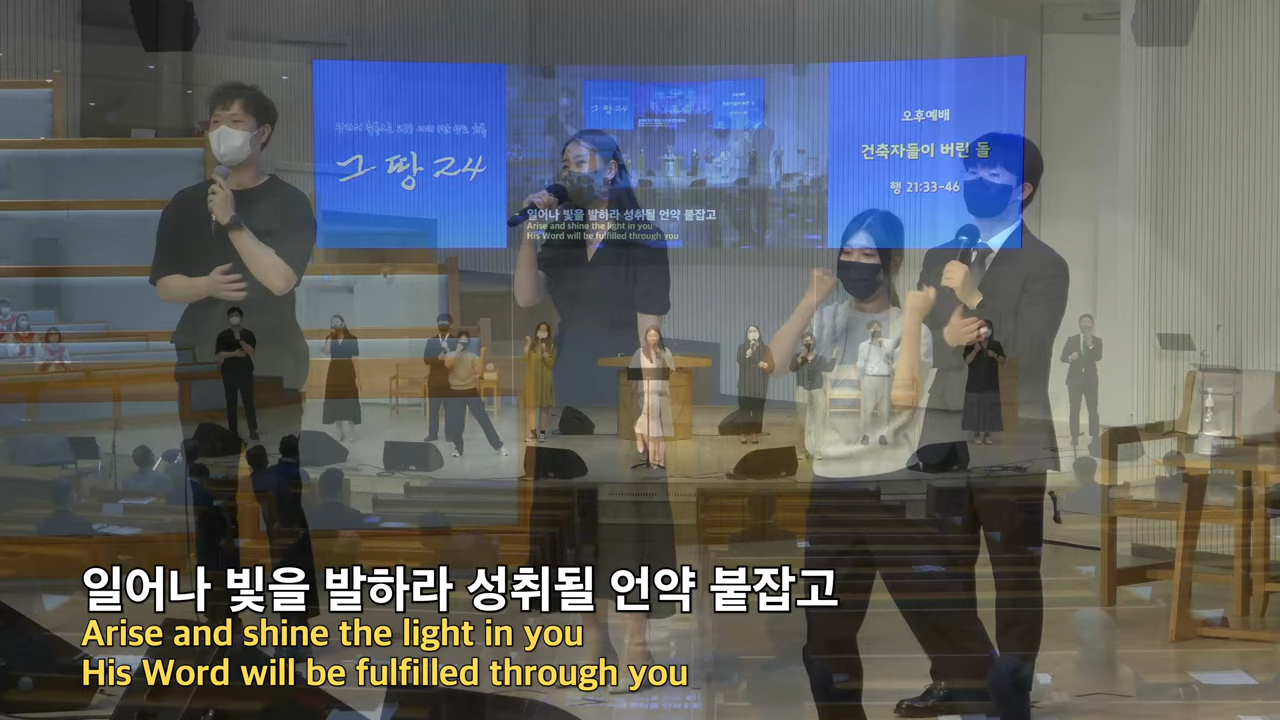 그 땅 24
오후예배
건축자들이 버린 돌
행 21:33-46
일어나 빛을 발하라 성취될 언약 붙잡고
Arise and shine the light in you
His Word will be fulfilled through you
일어나 빛을 발하라 성취될 언약 붙잡고
Arise and shine the light in you
His Word will be fulfilled through you